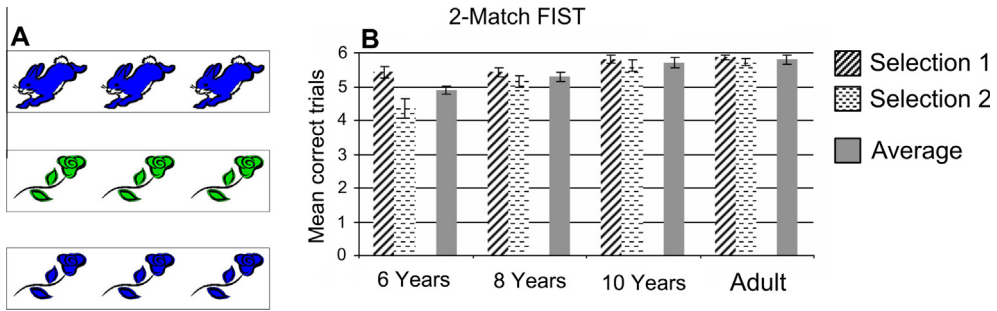 2-Match FIST
A
B
Mean correct trials
6
5
4
3
2
1
0
6 Years
8 Years
10 Years
Adult
Selection 1
Selection 2
Average